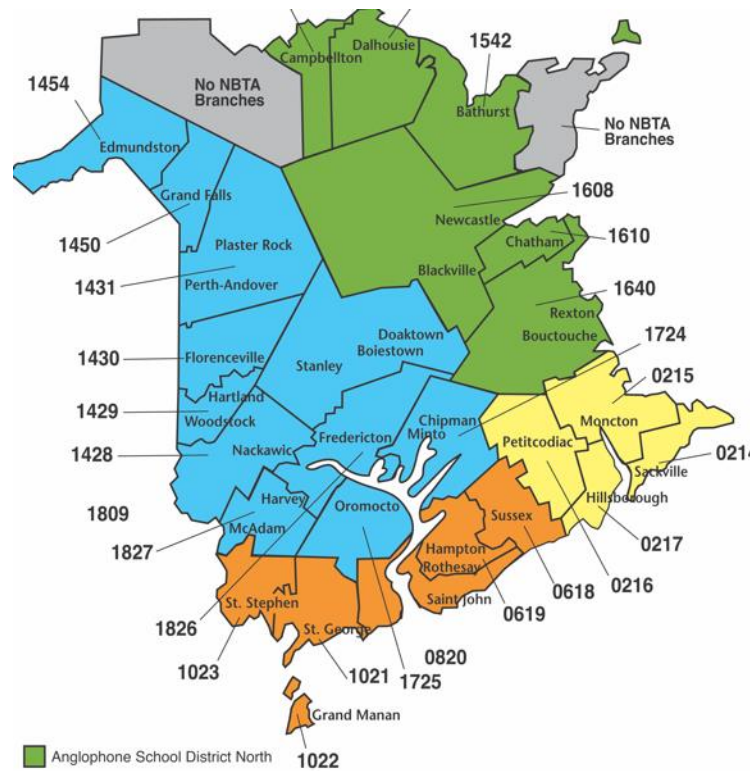 Campbellton
Dalhousie
1542
1454
No NBTA
Branches
Bathurst
No NBTA
Branches
Edmundston
Grand Falls
1608
Newcastle
1450
Chatham
1610
Plaster Rock
Blackville
1431
Perth-Andover
1640
Rexton
Bouctouche
Doaktown
Boiestown
1724
1430
Florenceville
Stanley
0215
Hartland
1429
Woodstock
Chipman
Minto
Moncton
Fredericton
Petitcodiac
1428
Nackawic
0214
Sackville
Hillsborough
Harvey
Oromocto
Sussex
1809
McAdam
1827
0217
Hampton
Rothesay
0216
St. Stephen
Saint John
0618
0619
1826
St. George
0820
1023
1021
1725
Grand Manan
Anglophone School District North
1022